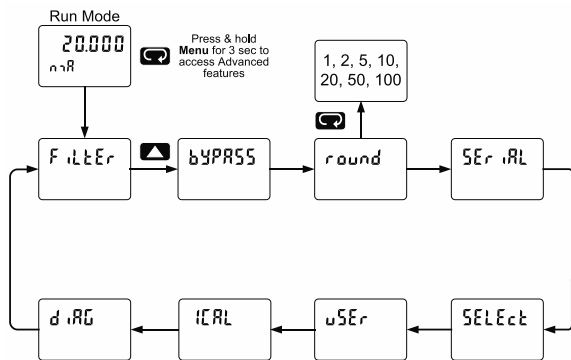 Run Mode
20.000
mA
Press & hold
Menu for 3 sec to
access Advanced
features
1, 2, 5, 10,
20, 50, 100
FiLtEr
bYPASS
round
SEriAL
diAG
ICAL
uSEr
SELEct